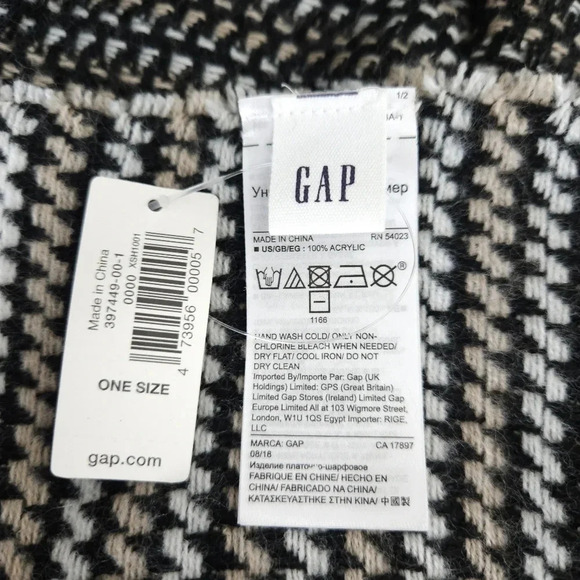 Made in China
397449-00-1
0000 XSH1001
4 73956 00005 7
ONE SIZE
gap.com
1/2
GAP
Ун
мер
MADE IN CHINA RN 54023
■ US/GB/EG : 100% ACRYLIC
®
1166
HAND WASH COLD/ ONLY NON-
CHLORINE BLEACH WHEN NEEDED/
DRY FLAT/ COOL IRON/ DO NOT
DRY CLEAN
Imported By/Importe Par: Gap (UK
Holdings) Limited: GPS (Great Britain)
Limited Gap Stores (Ireland) Limited Gap
Europe Limited All at 103 Wigmore Street,
London, W1U 1QS Egypt Importer: RIGE,
LLC
MARCA: GAP CA 17897
08/16
Изделие платочно-шарфовое
FABRIQUE EN CHINE/ HECHO EN
CHINA/ FABRICADO NA CHINA/
ΚΑΤΑΣΚΕΥΑΣΤΗΚΕ ΣΤΗΝ ΚΙΝΑ/ 中国制